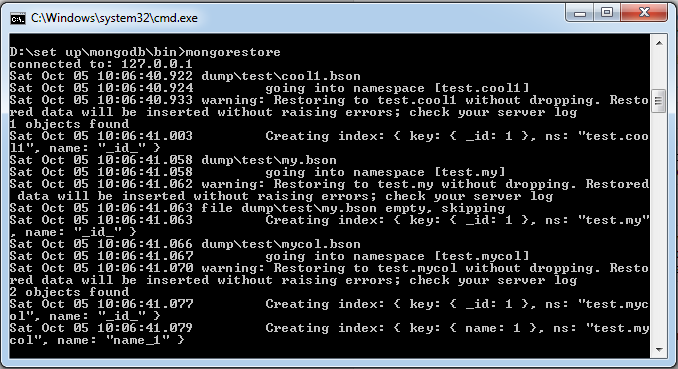 C:\Windows\system32\cmd.exe
D:\set up\mongodb\bin>mongorestore
connected to: 127.0.0.1
Sat Oct 05 10:06:40.922 dump\test\cool1.bson
Sat Oct 05 10:06:40.924         going into namespace [test.cool1]
Sat Oct 05 10:06:40.933 warning: Restoring to test.cool1 without dropping. Resto
red data will be inserted without raising errors; check your server log
1 objects found
Sat Oct 05 10:06:41.003         Creating index: { key: { _id: 1 }, ns: "test.coo
l1", name: "_id_" }
Sat Oct 05 10:06:41.058 dump\test\my.bson
Sat Oct 05 10:06:41.058         going into namespace [test.my]
Sat Oct 05 10:06:41.062 warning: Restoring to test.my without dropping. Restored
 data will be inserted without raising errors; check your server log
Sat Oct 05 10:06:41.063 file dump\test\my.bson empty, skipping
Sat Oct 05 10:06:41.063         Creating index: { key: { _id: 1 }, ns: "test.my"
, name: "_id_" }
Sat Oct 05 10:06:41.066 dump\test\mycol.bson
Sat Oct 05 10:06:41.067         going into namespace [test.mycol]
Sat Oct 05 10:06:41.070 warning: Restoring to test.mycol without dropping. Resto
red data will be inserted without raising errors; check your server log
2 objects found
Sat Oct 05 10:06:41.077         Creating index: { key: { _id: 1 }, ns: "test.myc
ol", name: "_id_" }
Sat Oct 05 10:06:41.079         Creating index: { key: { name: 1 }, ns: "test.my
col", name: "name_1" }